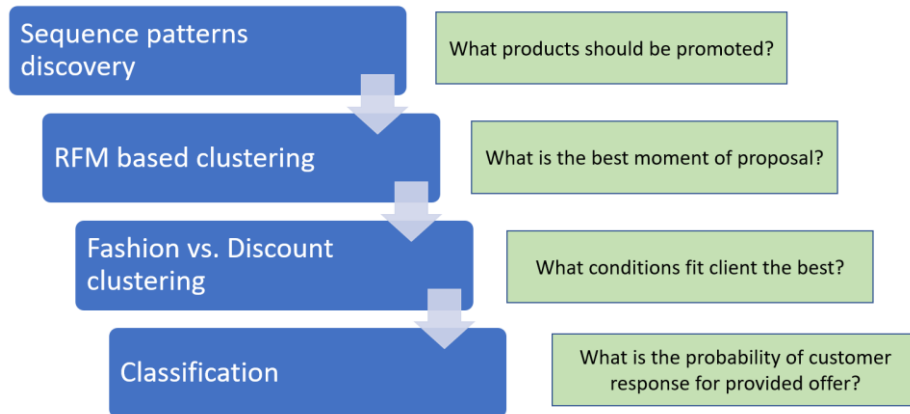 Sequence patterns
discovery
What products should be promoted?
RFM based clustering
What is the best moment of proposal?
Fashion vs. Discount
clustering
What conditions fit client the best?
Classification
What is the probability of customer
response for provided offer?